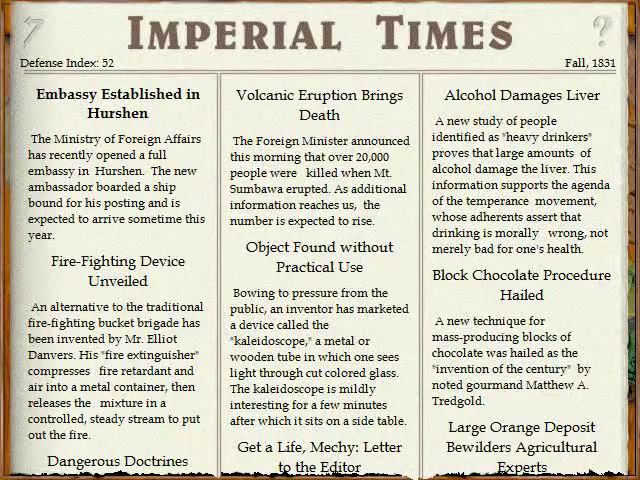 IMPERIAL TIMES
Defense Index: 52
Fall, 1831
Embassy Established in
Hurshen
The Ministry of Foreign Affairs
has recently opened a full
embassy in Hurshen. The new
ambassador boarded a ship
bound for his posting and is
expected to arrive sometime this
year.
Fire-Fighting Device
Unveiled
An alternative to the traditional
fire-fighting bucket brigade has
been invented by Mr. Elliot
Danvers. His "fire extinguisher"
compresses fire retardant and
air into a metal container, then
releases the mixture in a
controlled, steady stream to put
out the fire.
Dangerous Doctrines
Volcanic Eruption Brings
Death
The Foreign Minister announced
this morning that over 20,000
people were killed when Mt.
Sumbawa erupted. As additional
information reaches us, the
number is expected to rise.
Object Found without
Practical Use
Bowing to pressure from the
public, an inventor has marketed
a device called the
"kaleidoscope," a metal or
wooden tube in which one sees
light through cut colored glass.
The kaleidoscope is mildly
interesting for a few minutes
after which it sits on a side table.
Get a Life, Mechy: Letter
to the Editor
Alcohol Damages Liver
A new study of people
identified as "heavy drinkers"
proves that large amounts of
alcohol damage the liver. This
information supports the agenda
of the temperance movement,
whose adherents assert that
drinking is morally wrong, not
merely bad for one's health.
Block Chocolate Procedure
Hailed
A new technique for
mass-producing blocks of
chocolate was hailed as the
"invention of the century" by
noted gourmand Matthew A.
Tredgold.
Large Orange Deposit
Bewilders Agricultural
Experts